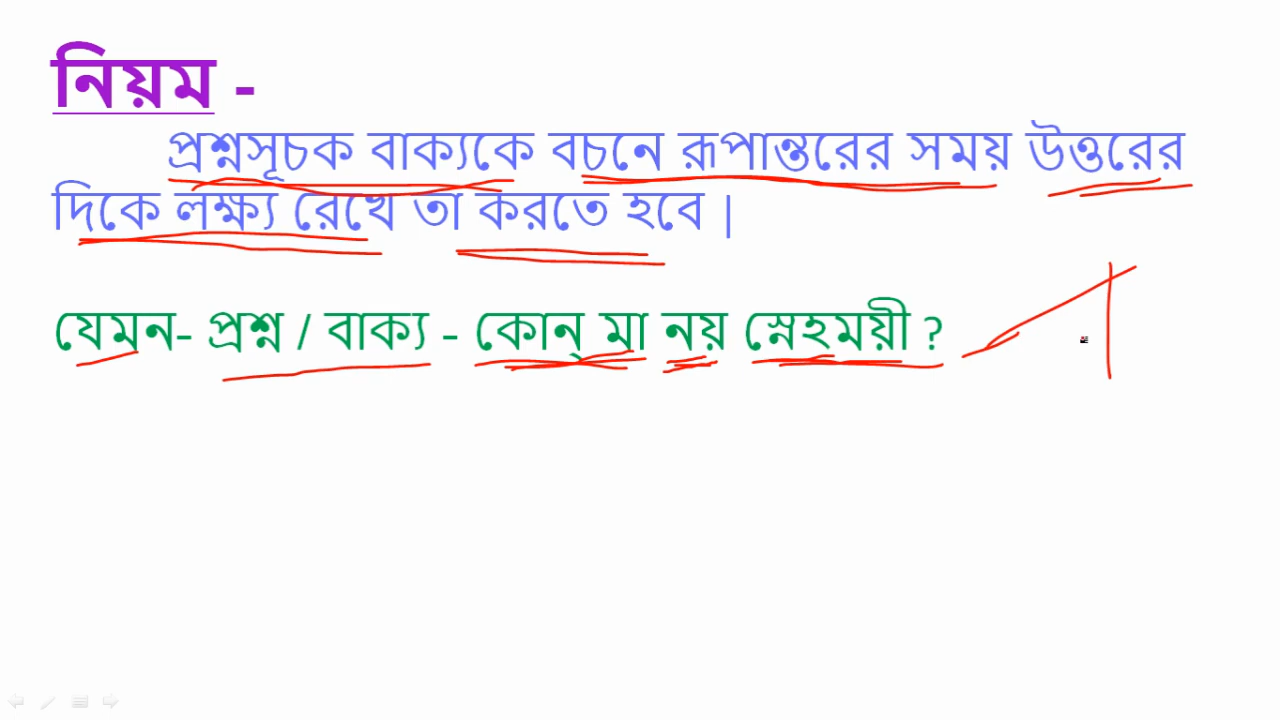 নিয়ম -
প্রশ্নসূচক বাক্যকে বচনে রূপান্তরের সময় উত্তরের
দিকে লক্ষ্য রেখে তা করতে হবে |
যেমন- প্রশ্ন / বাক্য - কোন্ মা নয় স্নেহময়ী ?